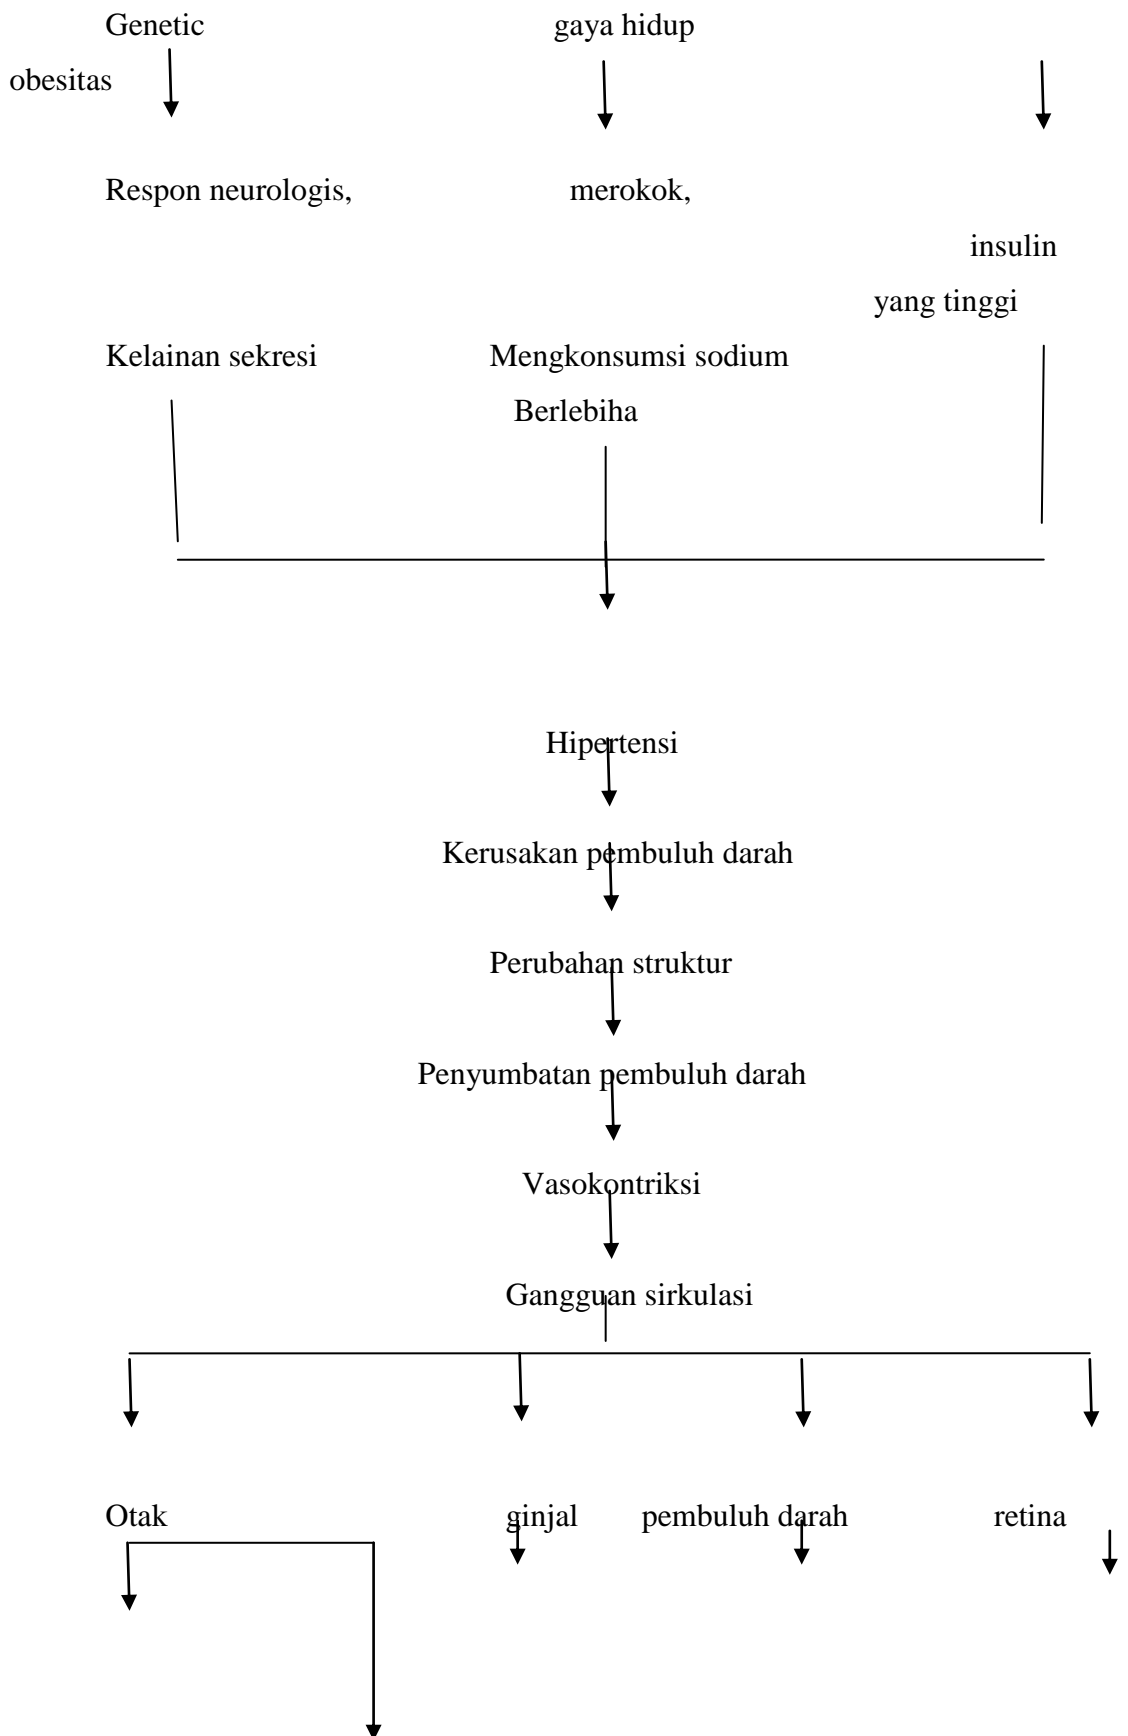 Genetic gaya hidup
obesitas
Respon neurologis, merokok,
insulin
yang tinggi
Kelainan sekresi Mengkonsumsi sodium
Berlebiha
Hipertensi
Kerusakan pembuluh darah
Perubahan struktur
Penyumbatan pembuluh darah
Vasokontriksi
Gangguan sirkulasi
Otak ginjal pembuluh darah retina